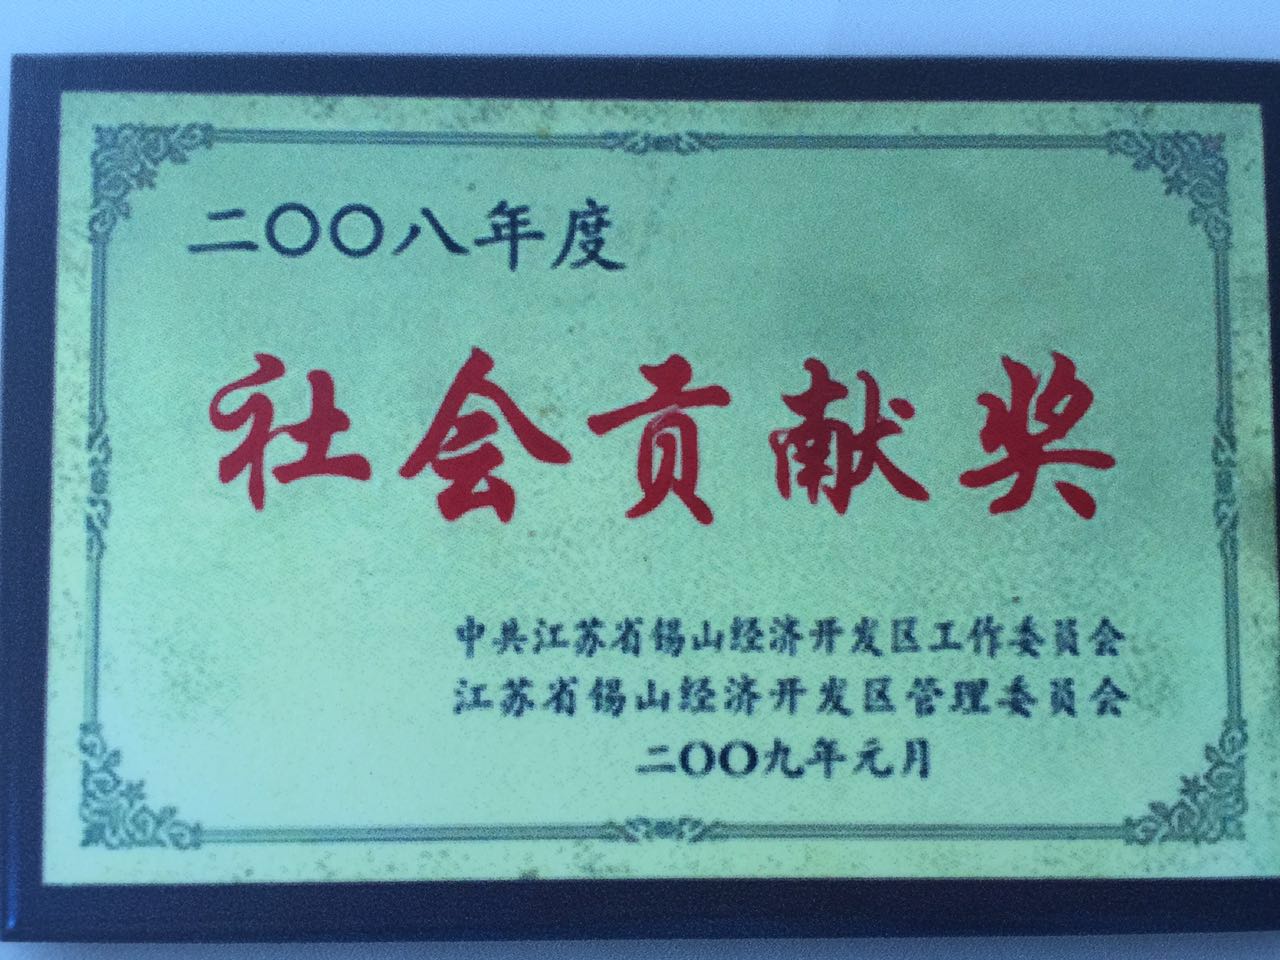 二〇〇八年度
社会贡献奖
中共江苏省锡山经济开发区工作委员会
江苏省锡山经济开发区管理委员会
二〇〇九年元月